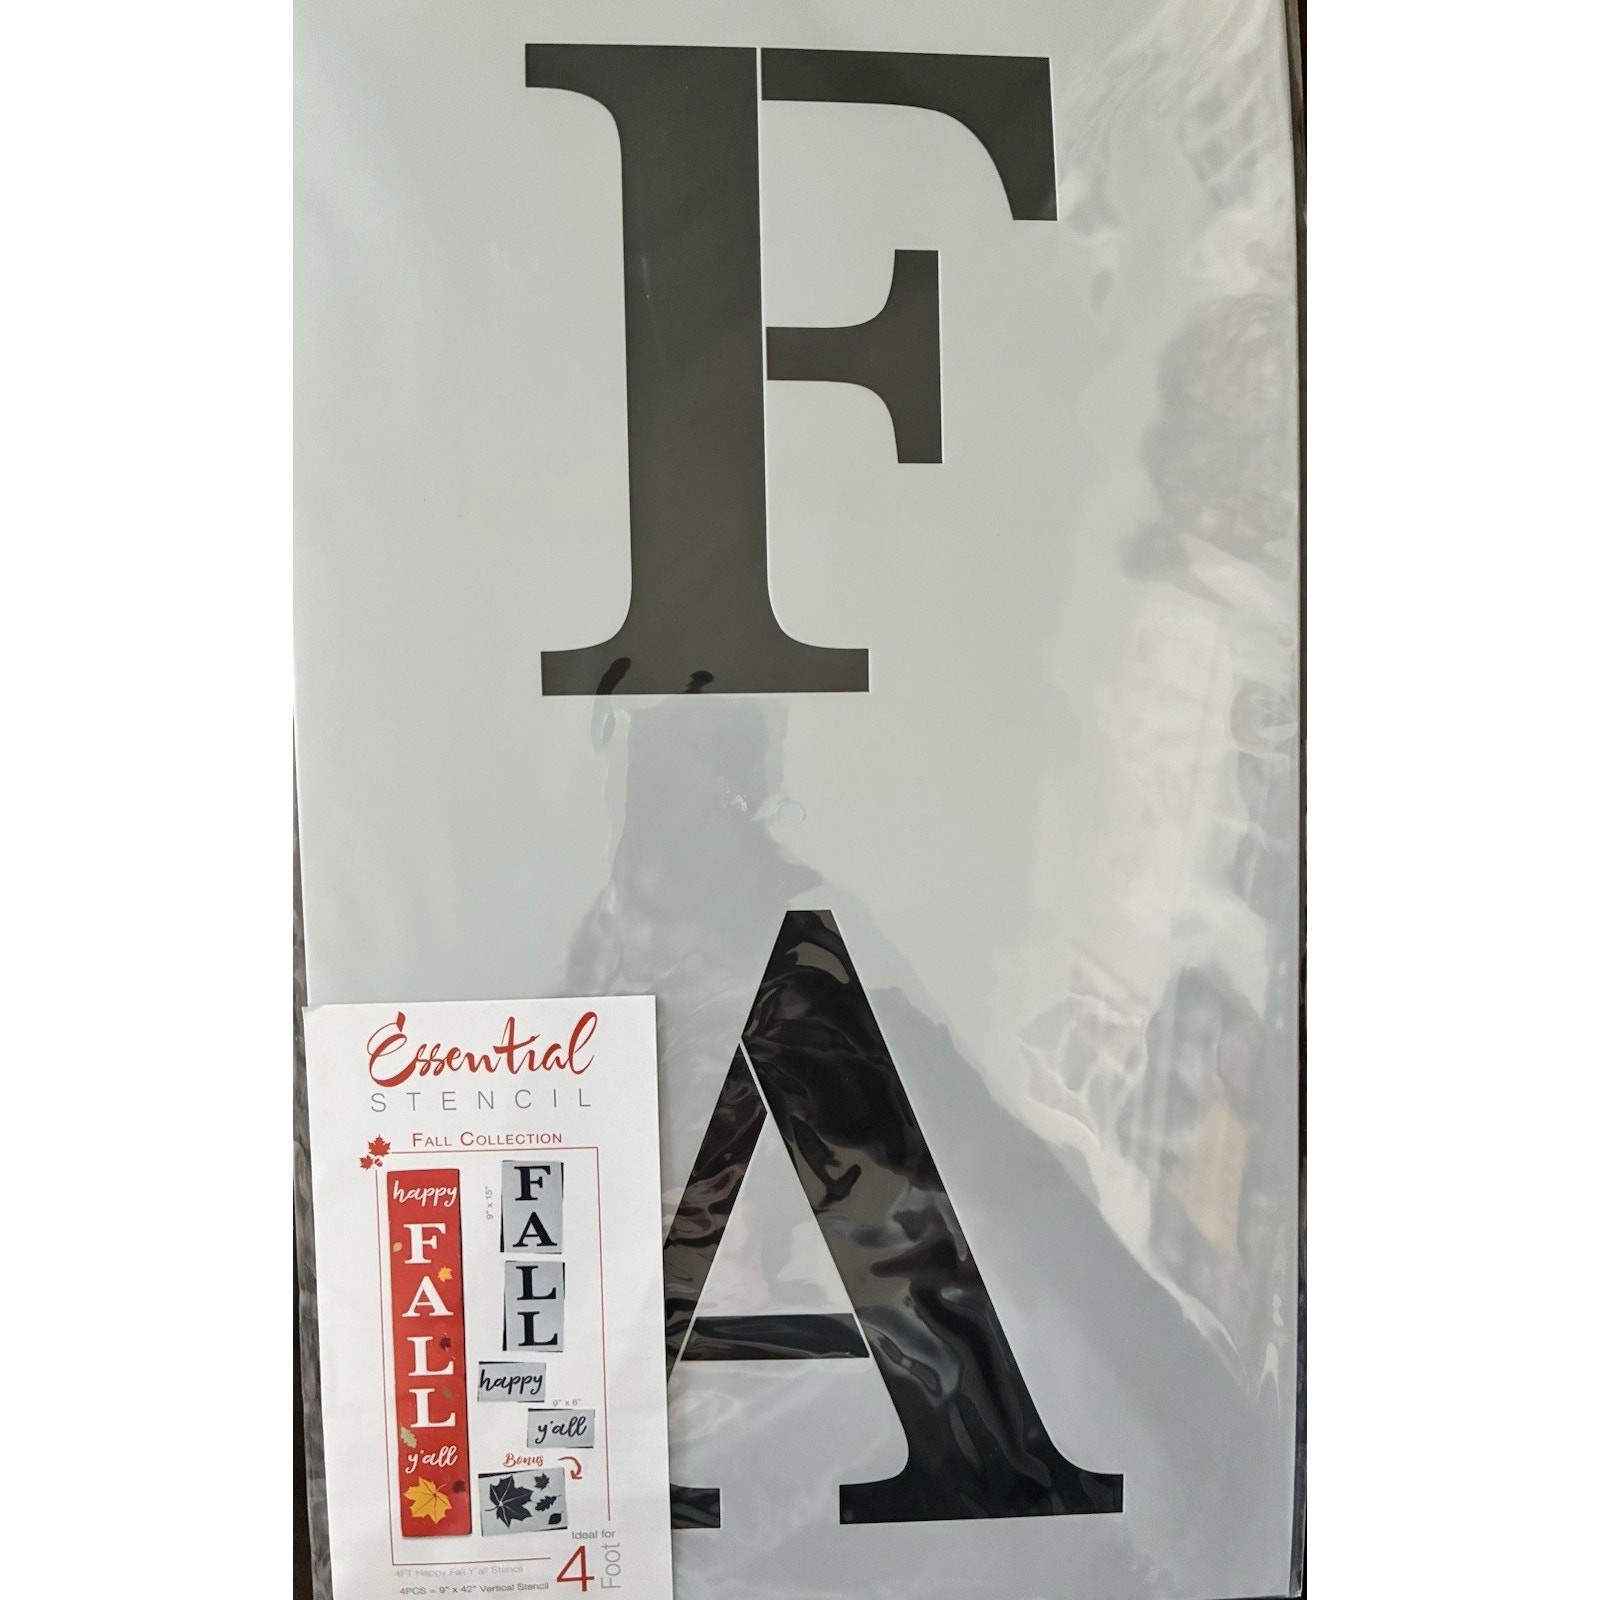 F
A
Essential
STENCIL
FALL COLLECTION
happy
F
A
L
L
y'all
9" x 15"
F
A
L
L
happy
9" x 6"
y'all
Bonus
Ideal for
4 Foot
4FT Happy Fall Y'all Stencil
4PCS = 9" x 42" Vertical Stencil